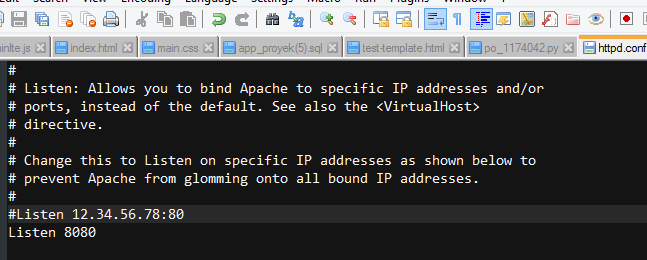 Search View Encoding Language Settings Macro Run Plugins Window ?
index.html
main.css
app_proyek(5).sql
test-template.html
po_1174042.py
httpd.conf
#
# Listen: Allows you to bind Apache to specific IP addresses and/or
# ports, instead of the default. See also the <VirtualHost>
# directive.
#
# Change this to Listen on specific IP addresses as shown below to
# prevent Apache from glomming onto all bound IP addresses.
#
#Listen 12.34.56.78:80
Listen 8080